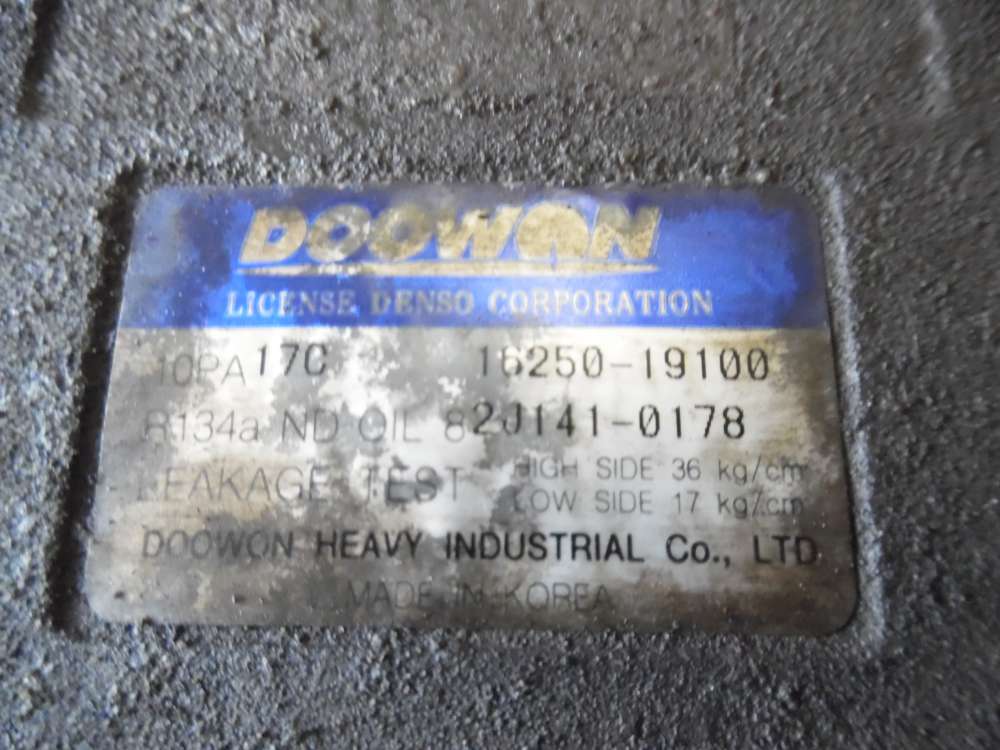 DOOWON
LICENSE DENSO CORPORATION
10PA17C 16250-19100
R134a ND OIL 8 2J141-0178
LEAKAGE TEST HIGH SIDE 36 kg/cm
LOW SIDE 17 kg/cm
DOOWON HEAVY INDUSTRIAL Co., LTD
MADE IN KOREA